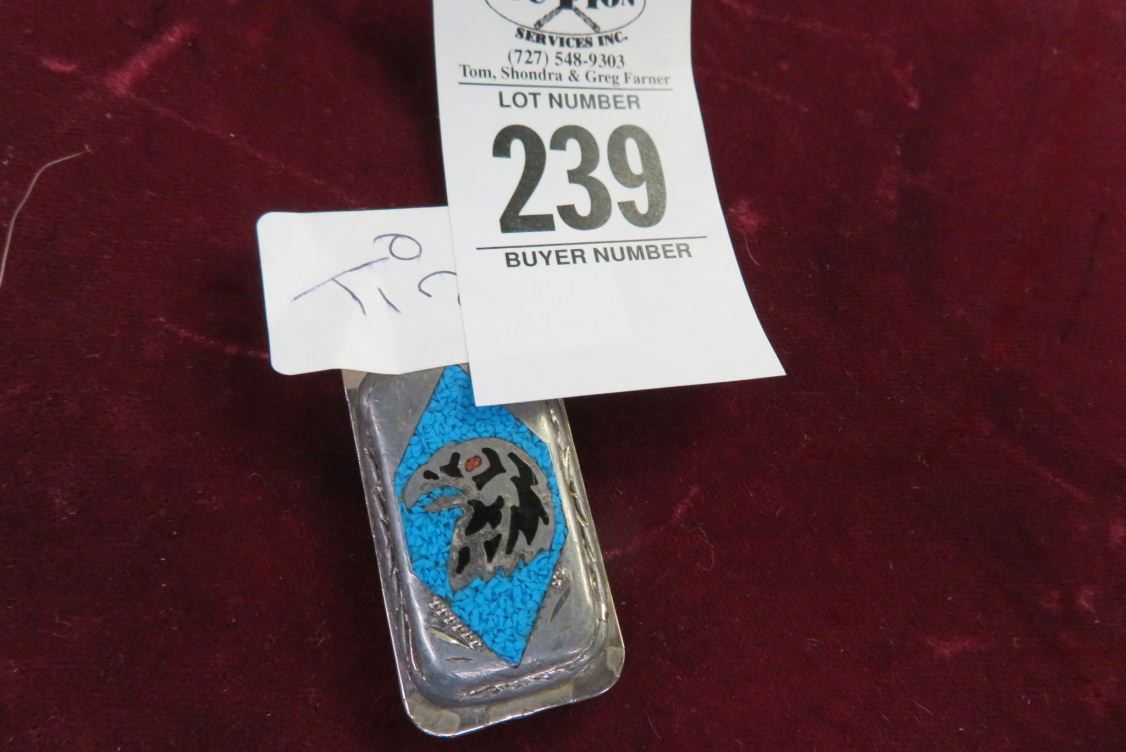 SERVICES INC.
(727) 548-9303
Tom, Shondra & Greg Farner
LOT NUMBER
239
BUYER NUMBER